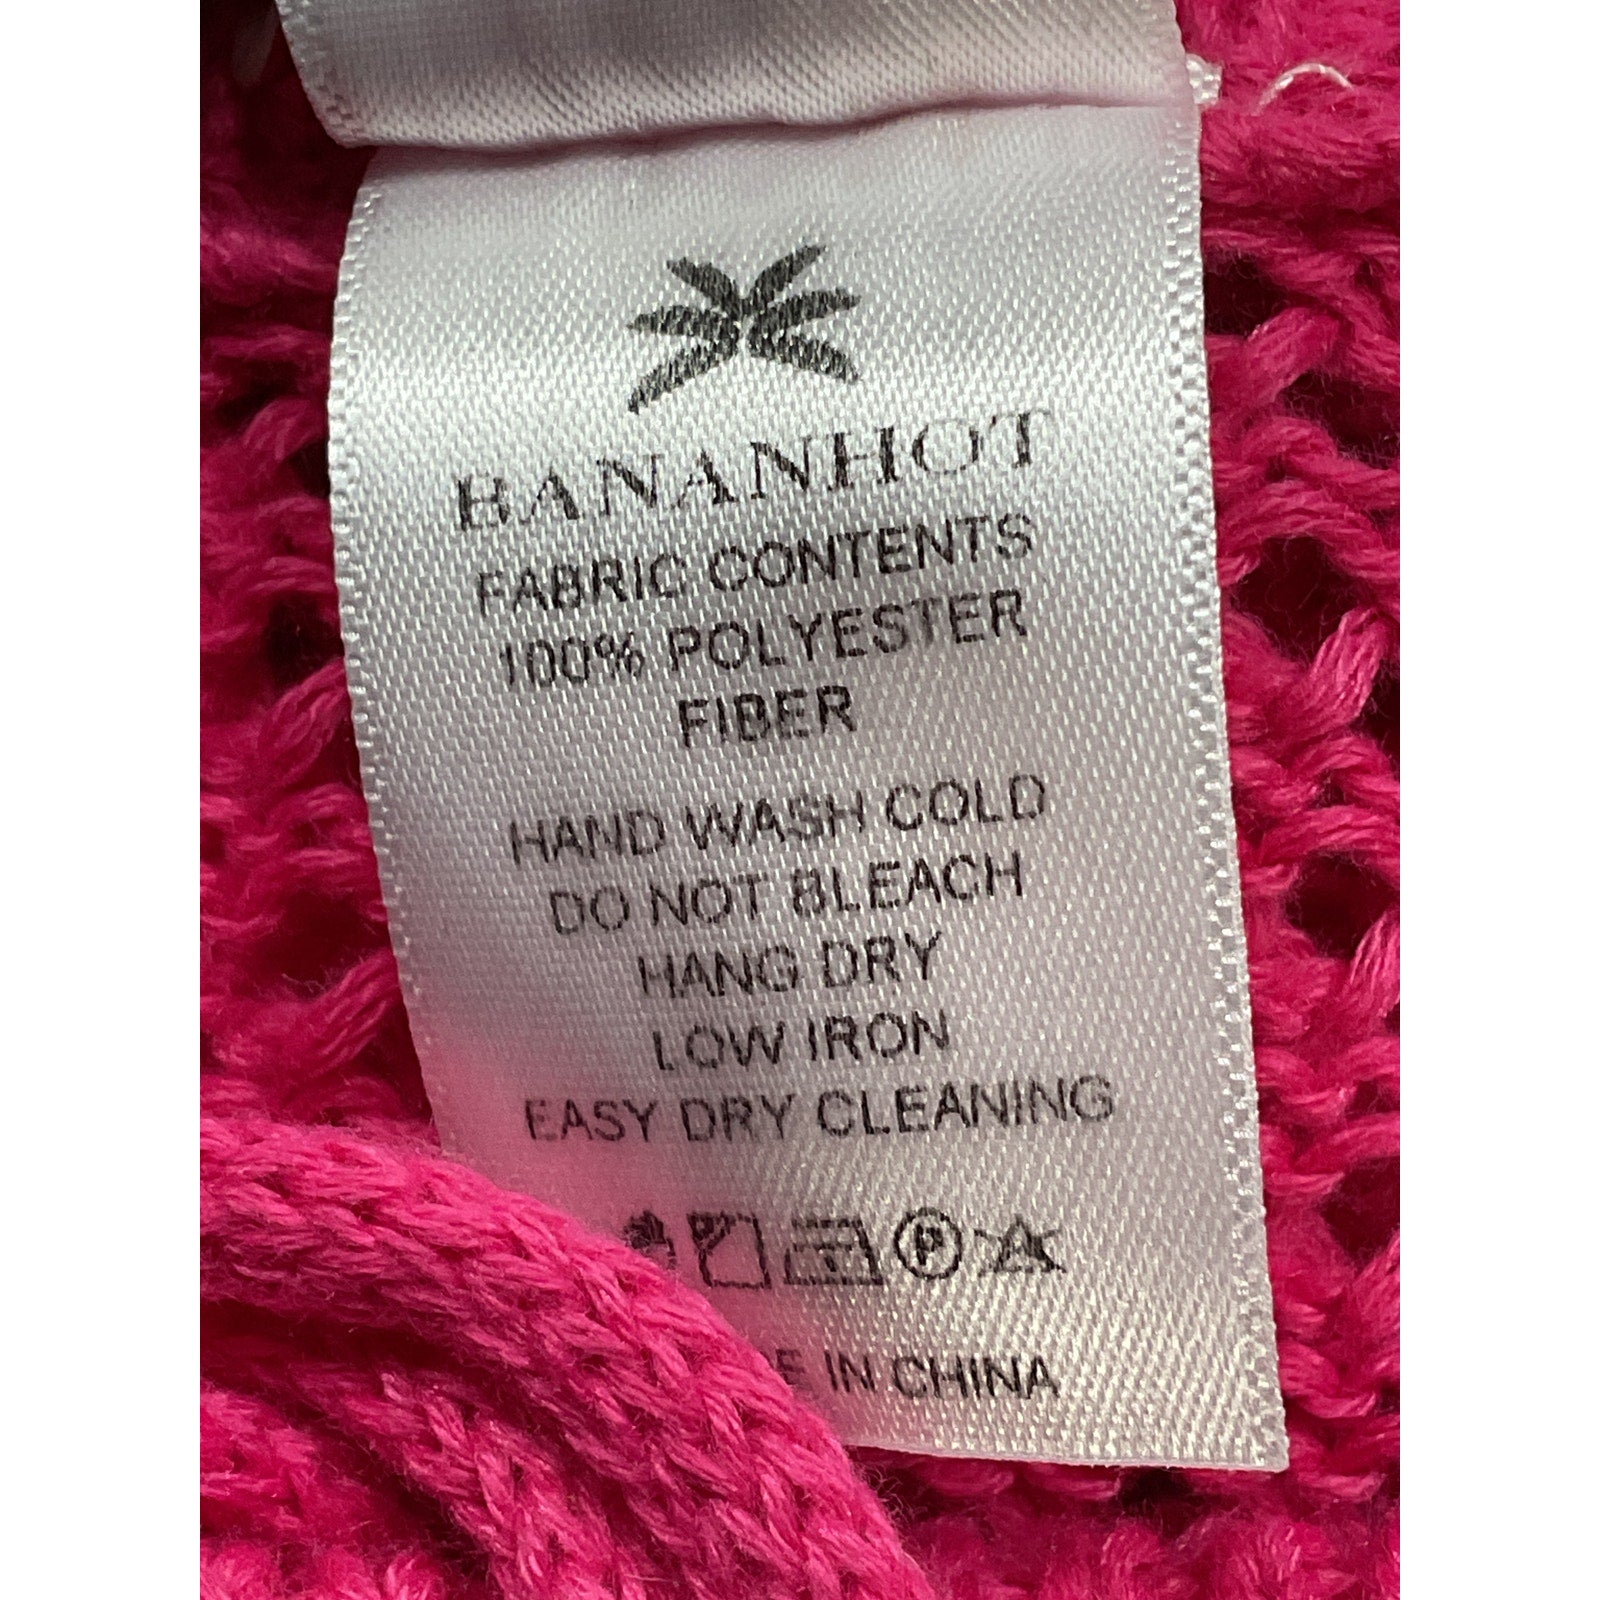 BANANHOT
FABRIC CONTENTS
100% POLYESTER
FIBER
HAND WASH COLD
DO NOT BLEACH
HANG DRY
LOW IRON
EASY DRY CLEANING
P
E IN CHINA